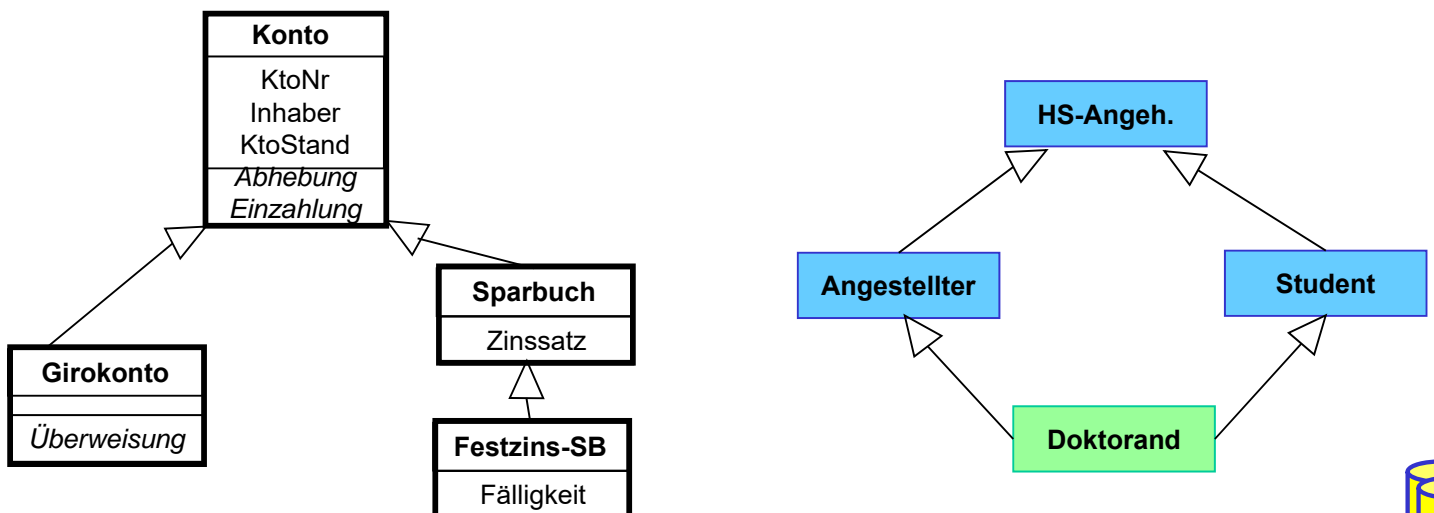 Konto
KtoNr
Inhaber
KtoStand
Abhebung
Einzahlung
Girokonto
Überweisung
Sparbuch
Zinssatz
Festzins-SB
Fälligkeit
HS-Angeh.
Angestellter
Student
Doktorand